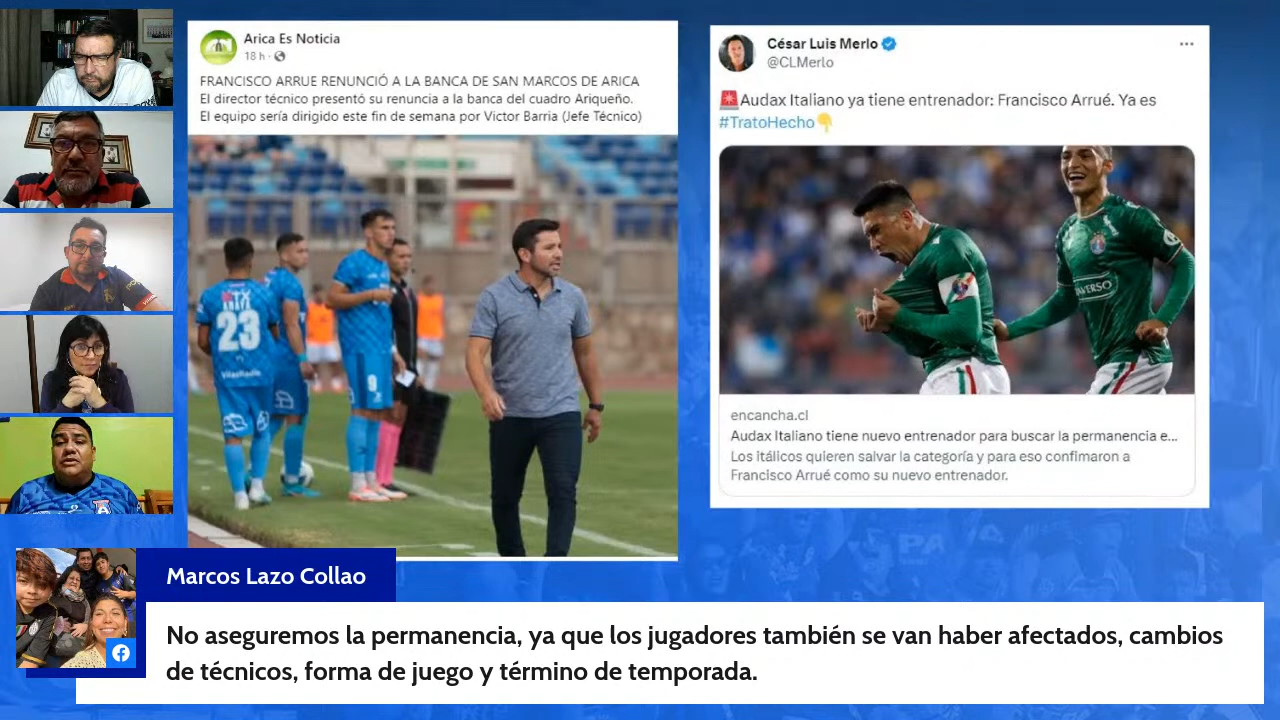 Arica Es Noticia
18 h ·
FRANCISCO ARRUE RENUNCIÓ A LA BANCA DE SAN MARCOS DE ARICA
El director técnico presentó su renuncia a la banca del cuadro Ariqueño.
El equipo sería dirigido este fin de semana por Victor Barria (Jefe Técnico)
23
9
César Luis Merlo
@CLMerlo
🚨Audax Italiano ya tiene entrenador: Francisco Arrué. Ya es
#TratoHecho👇
encancha.cl
Audax Italiano tiene nuevo entrenador para buscar la permanencia e...
Los itálicos quieren salvar la categoría y para eso confimaron a
Francisco Arrué como su nuevo entrenador.
Marcos Lazo Collao
No aseguremos la permanencia, ya que los jugadores también se van haber afectados, cambios
de técnicos, forma de juego y término de temporada.